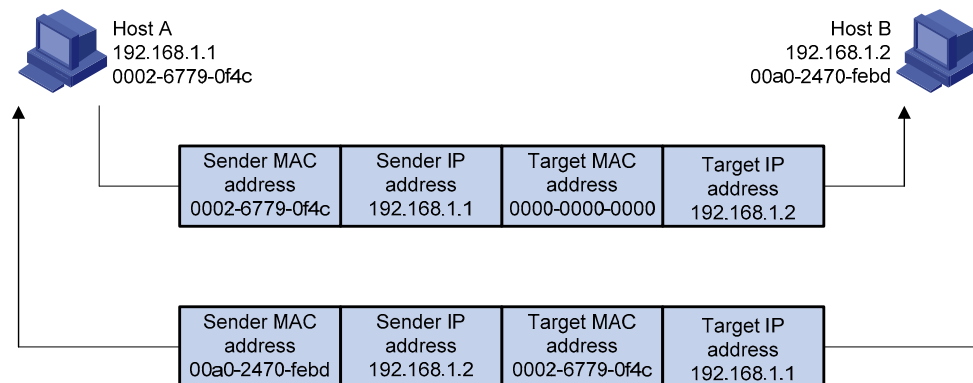 Host A
192.168.1.1
0002-6779-0f4c
Host B
192.168.1.2
00a0-2470-febd
Sender MAC
address
0002-6779-0f4c
Sender IP
address
192.168.1.1
Target MAC
address
0000-0000-0000
Target IP
address
192.168.1.2
Sender MAC
address
00a0-2470-febd
Sender IP
address
192.168.1.2
Target MAC
address
0002-6779-0f4c
Target IP
address
192.168.1.1